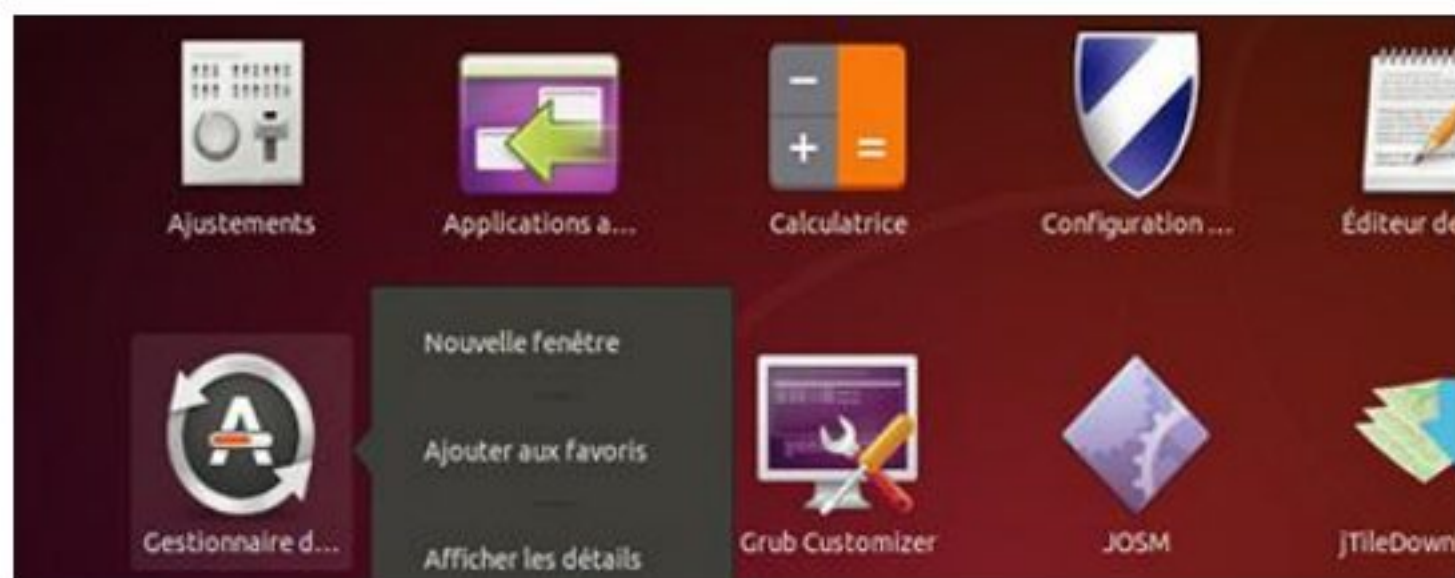 Ajustements
Applications a...
Calculatrice
Configuration ...
Éditeur de
Nouvelle fenêtre
Ajouter aux favoris
Afficher les détails
Gestionnaire d...
Grub Customizer
JOSM
jTileDown